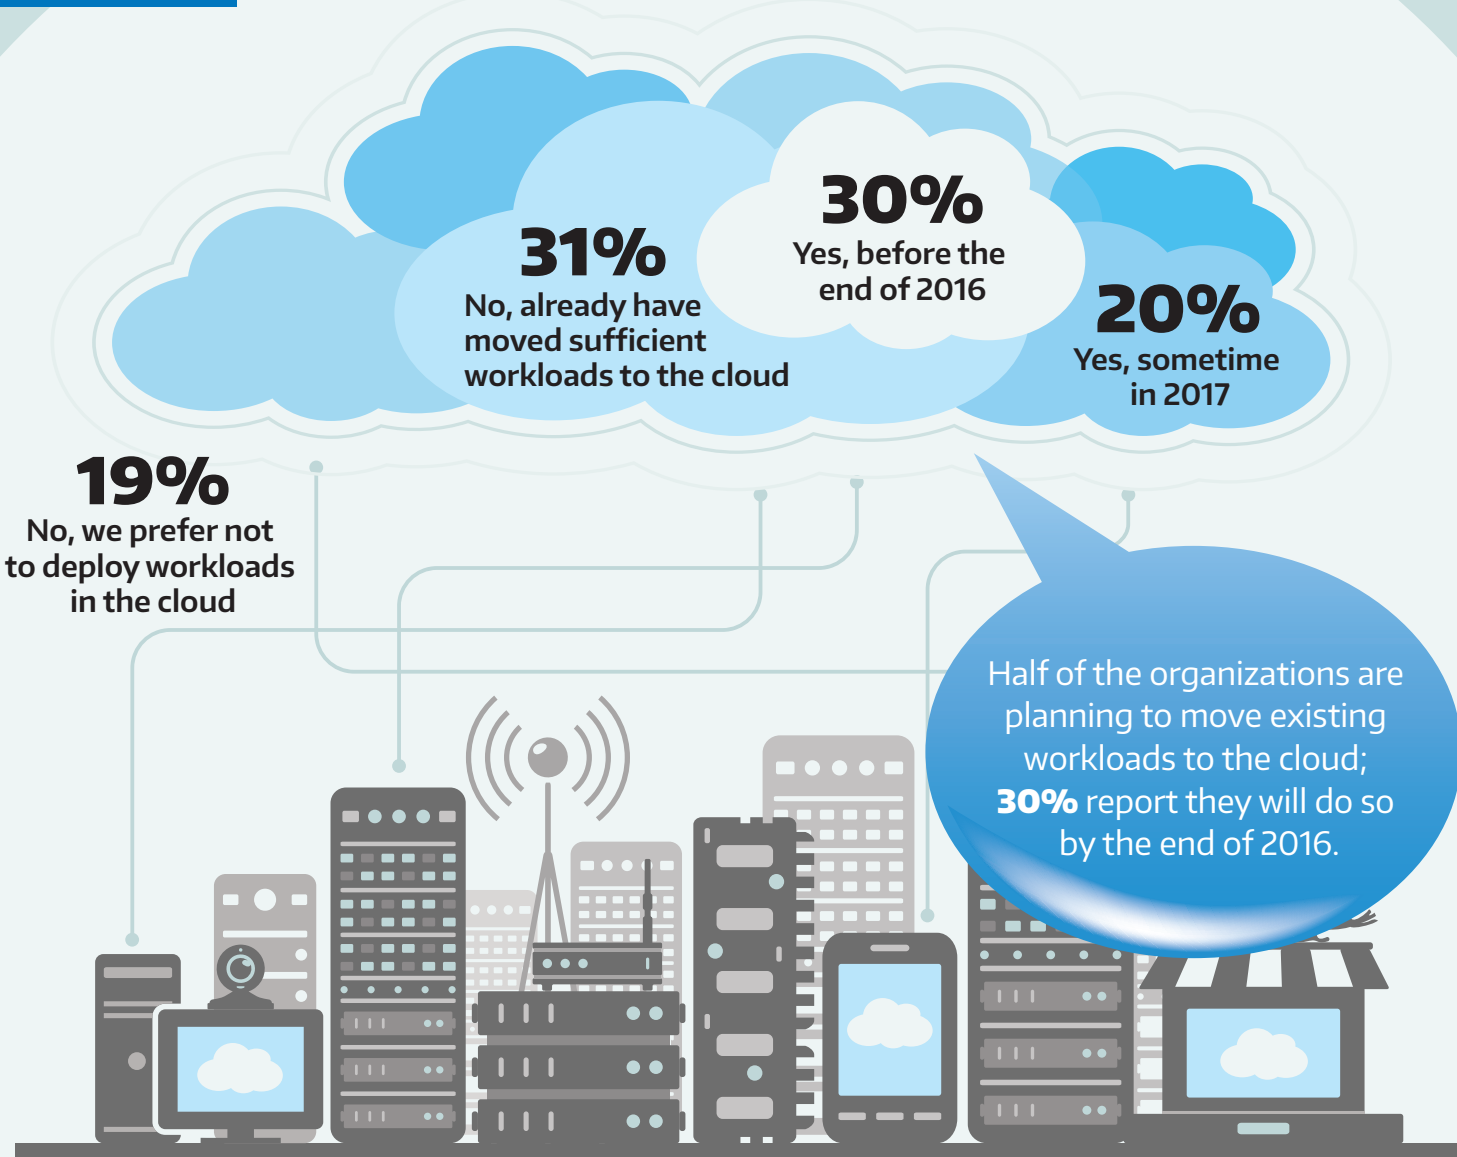 31%
No, already have
moved sufficient
workloads to the cloud
30%
Yes, before the
end of 2016
20%
Yes, sometime
in 2017
19%
No, we prefer not
to deploy workloads
in the cloud
Half of the organizations are
planning to move existing
workloads to the cloud;
30% report they will do so
by the end of 2016.